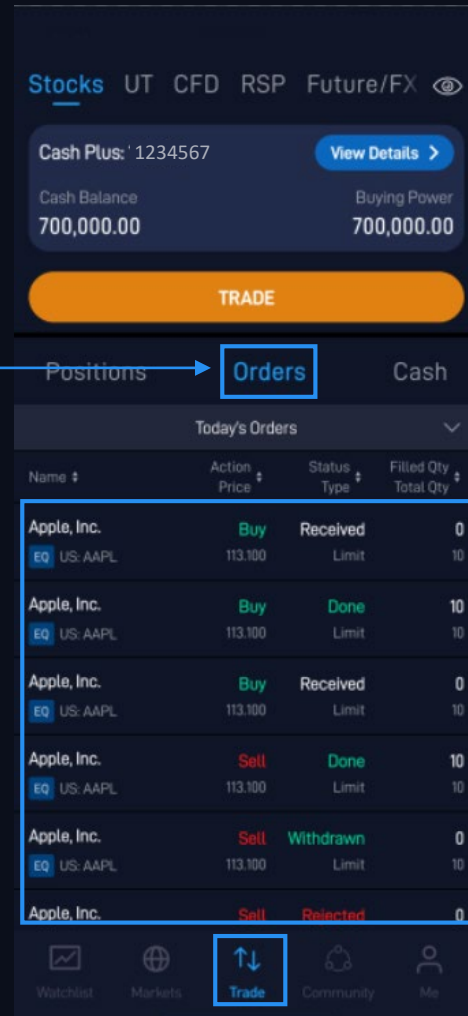 Stocks UT CFD RSP Future/FX
Cash Plus: 1234567 View Details >
Cash Balance Buying Power
700,000.00 700,000.00
TRADE
Positions Orders Cash
Today's Orders
Name Action Price Status Type Filled Qty Total Qty
Apple, Inc. Buy Received 0
EQ US: AAPL 113.100 Limit 10
Apple, Inc. Buy Done 10
EQ US: AAPL 113.100 Limit 10
Apple, Inc. Buy Received 0
EQ US: AAPL 113.100 Limit 10
Apple, Inc. Sell Done 10
EQ US: AAPL 113.100 Limit 10
Apple, Inc. Sell Withdrawn 0
EQ US: AAPL 113.100 Limit 10
Apple, Inc. Sell Rejected 0
Watchlist Markets Trade Community Me